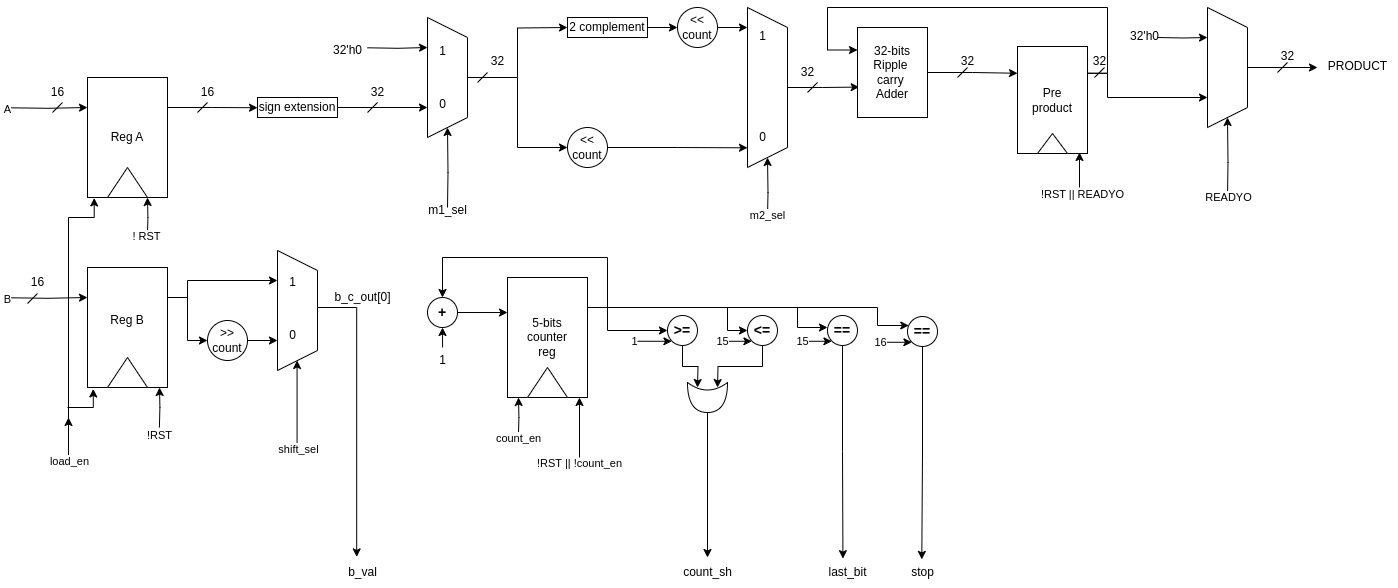 A
16
Reg A
! RST
16
sign extension
32
32'h0
1
0
m1_sel
32
2 complement
<<
count
<<
count
1
0
m2_sel
32
32-bits
Ripple
carry
Adder
32
Pre
product
!RST || READYO
32
32'h0
READYO
32
PRODUCT
B
16
Reg B
!RST
load_en
>>
count
1
0
shift_sel
b_c_out[0]
b_val
+
1
5-bits
counter
reg
count_en
!RST || !count_en
1
>=
15
<=
15
==
16
==
count_sh
last_bit
stop